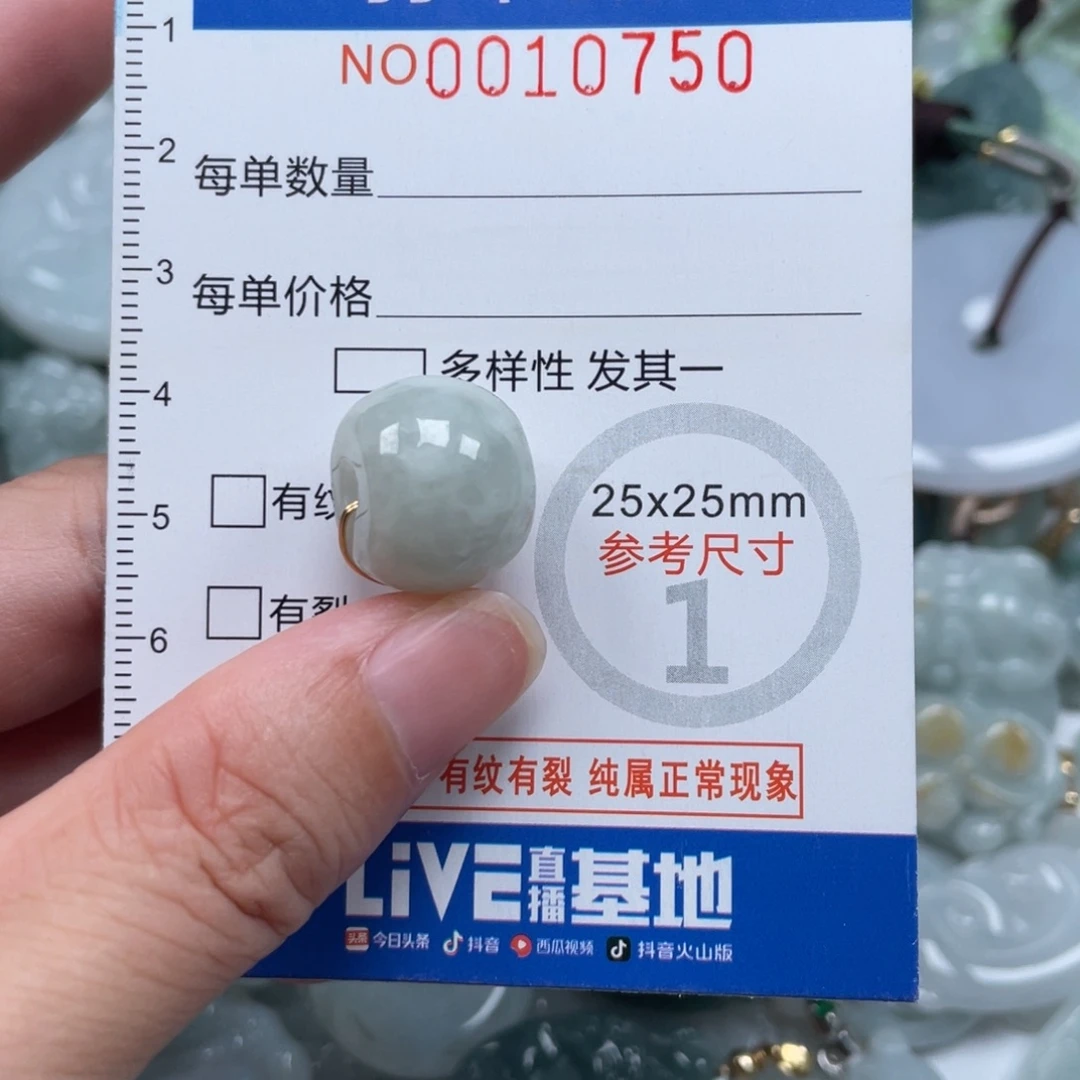 1
NO0010750
2
每单数量
3
每单价格
多样性 发其一
4
有纹
25x25mm
5
参考尺寸
1
有裂
6
有纹有裂 纯属正常现象
LiVE直播基地
头条 今日头条 抖音 西瓜视频 抖音火山版